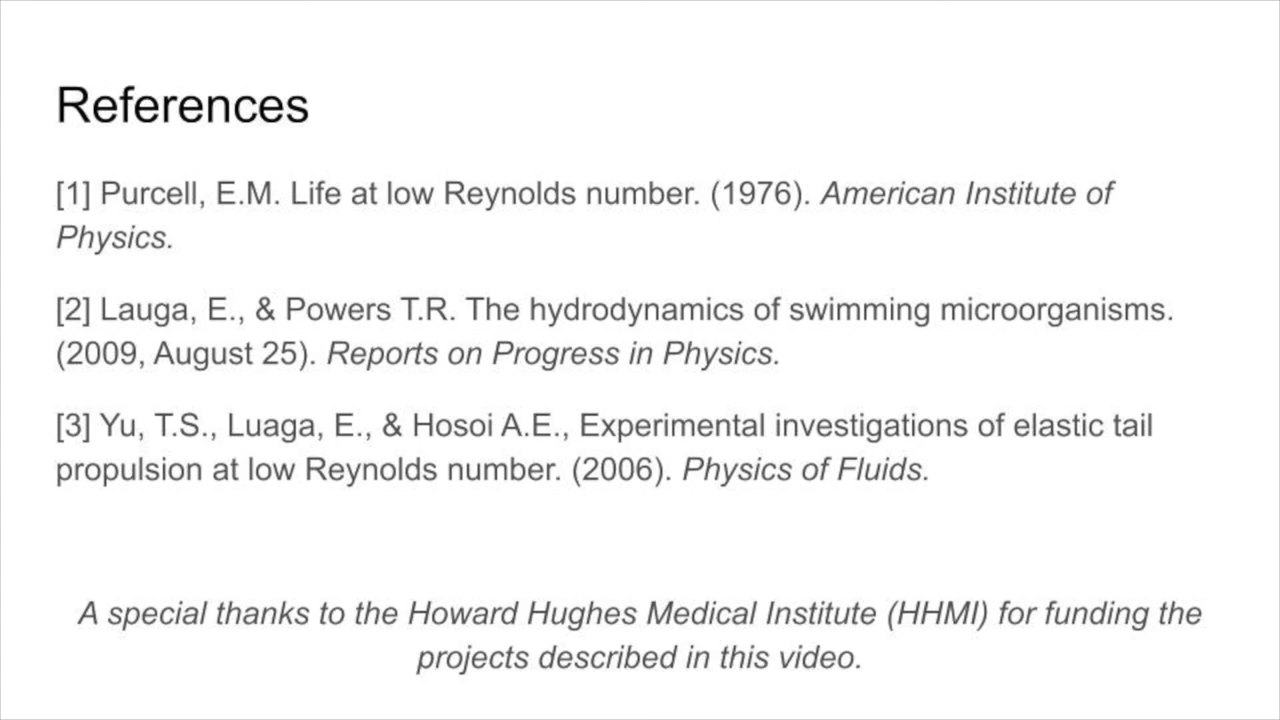 References
[1] Purcell, E.M. Life at low Reynolds number. (1976). American Institute of
Physics.
[2] Lauga, E., & Powers T.R. The hydrodynamics of swimming microorganisms.
(2009, August 25). Reports on Progress in Physics.
[3] Yu, T.S., Luaga, E., & Hosoi A.E., Experimental investigations of elastic tail
propulsion at low Reynolds number. (2006). Physics of Fluids.
A special thanks to the Howard Hughes Medical Institute (HHMI) for funding the
projects described in this video.